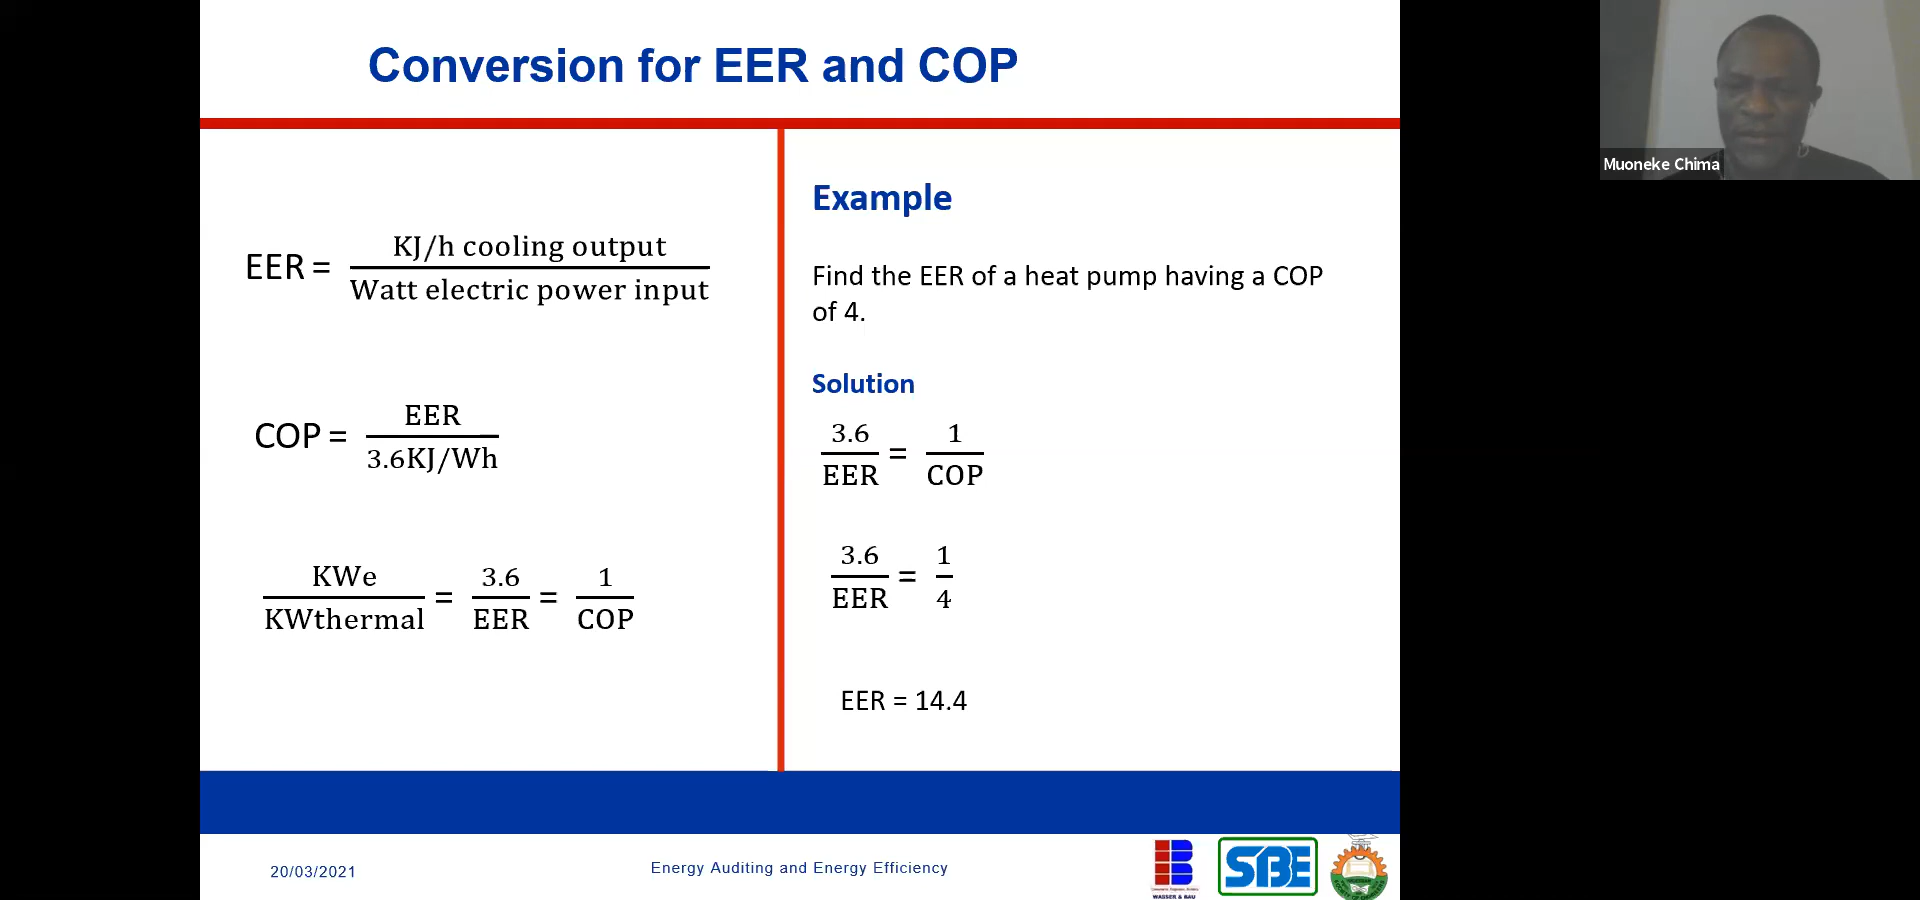 Conversion for EER and COP
Muoneke Chima
EER = KJ/h cooling output / Watt electric power input
COP = EER / 3.6KJ/Wh
KWe / KWthermal = 3.6 / EER = 1 / COP
Example
Find the EER of a heat pump having a COP
of 4.
Solution
3.6 / EER = 1 / COP
3.6 / EER = 1 / 4
EER = 14.4
20/03/2021
Energy Auditing and Energy Efficiency
WASSER & BAU
SBE